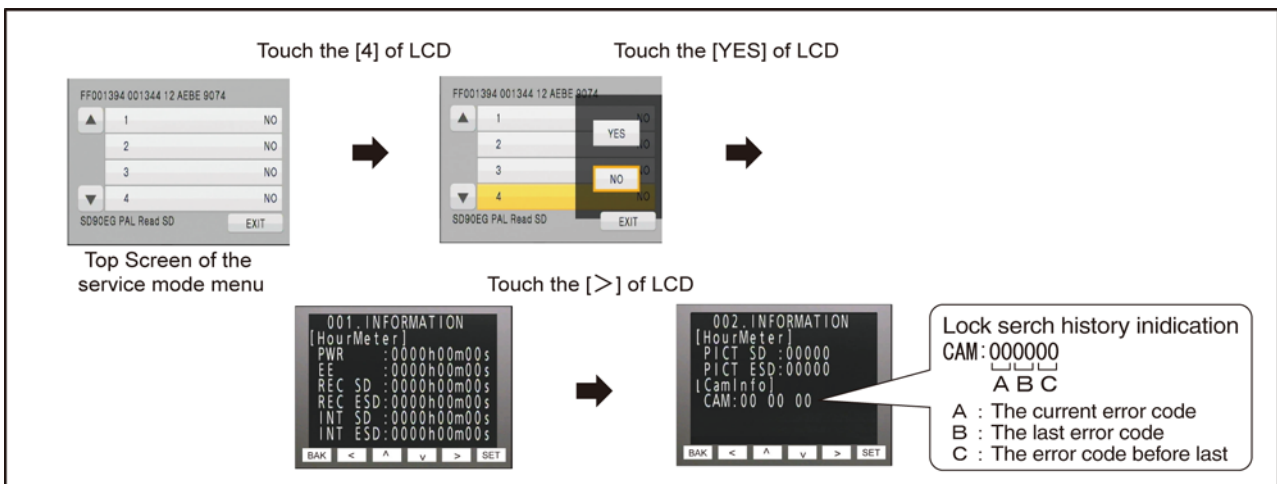 Touch the [4] of LCD
Touch the [YES] of LCD
FF001394 001344 12 AEBE 9074
▲ 1 NO
2 NO
3 NO
▼ 4 NO
SD90EG PAL Read SD EXIT
Top Screen of the
service mode menu
FF001394 001344 12 AEBE 9074
▲ 1 NO
YES
2 NO
3
NO
▼ 4 NO
SD90EG PAL Read SD EXIT
Touch the [>] of LCD
001.INFORMATION
[HourMeter]
PWR :0000h00m00s
EE :0000h00m00s
REC SD :0000h00m00s
REC ESD:0000h00m00s
INT SD :0000h00m00s
INT ESD:0000h00m00s
BAK < ^ v > SET
002.INFORMATION
[HourMeter]
PICT SD :00000
PICT ESD:00000
[CamInfo]
CAM:00 00 00
BAK < ^ v > SET
Lock serch history inidication
CAM:000000
A B C
A : The current error code
B : The last error code
C : The error code before last